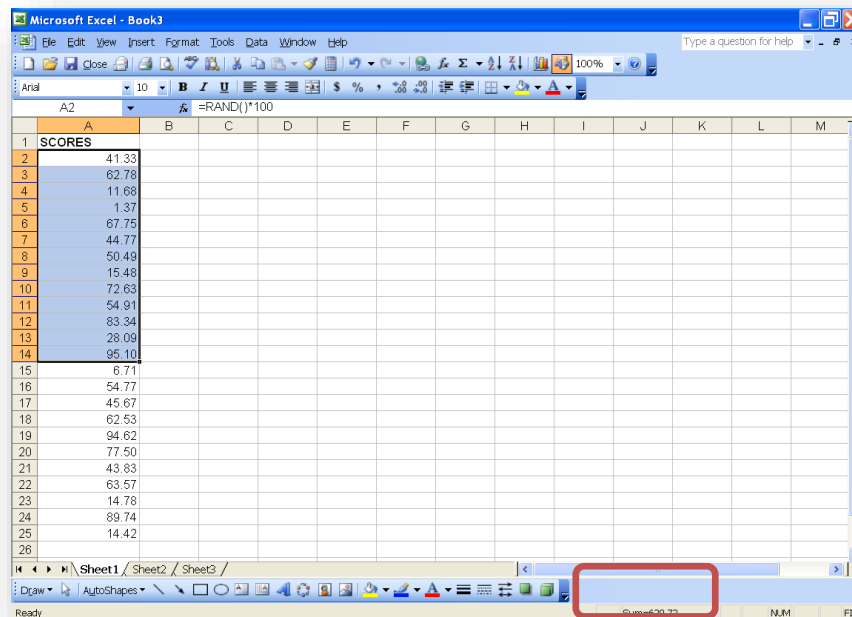 Microsoft Excel - Book3
File Edit View Insert Format Tools Data Window Help Type a question for help
Close 100%
Arial 10 B I U $ % ,
A2 fx =RAND()*100
A B C D E F G H I J K L M
1 SCORES
2 41.33
3 62.78
4 11.68
5 1.37
6 67.75
7 44.77
8 50.49
9 15.48
10 72.63
11 54.91
12 83.34
13 28.09
14 95.10
15 6.71
16 54.77
17 45.67
18 62.53
19 94.62
20 77.50
21 43.83
22 63.57
23 14.78
24 89.74
25 14.42
26
Sheet1 / Sheet2 / Sheet3 /
Draw AutoShapes
Ready Sum=629.72 NUM